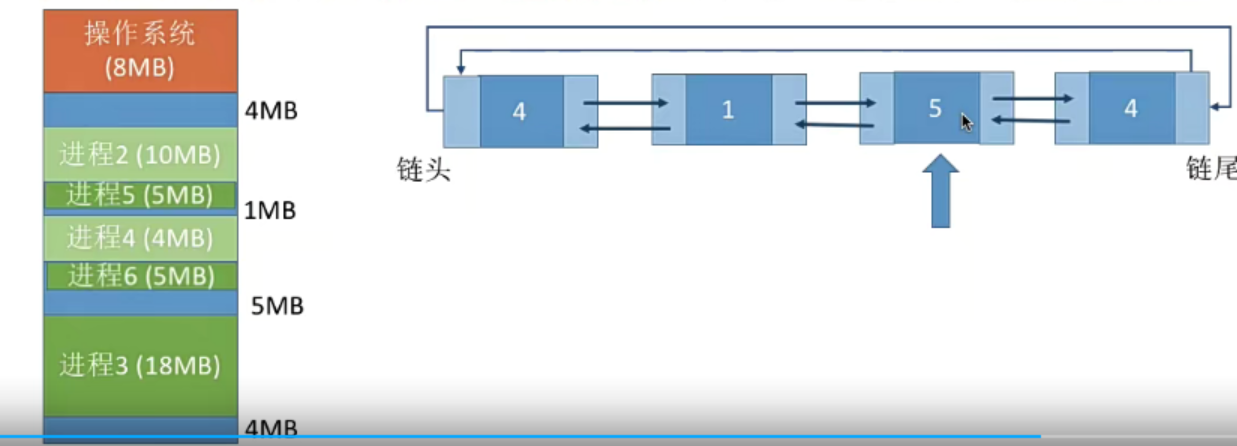 操作系统
(8MB)
4MB
进程2 (10MB)
进程5 (5MB)
1MB
进程4 (4MB)
进程6 (5MB)
5MB
进程3 (18MB)
4MB
4
1
5
4
链头
链尾